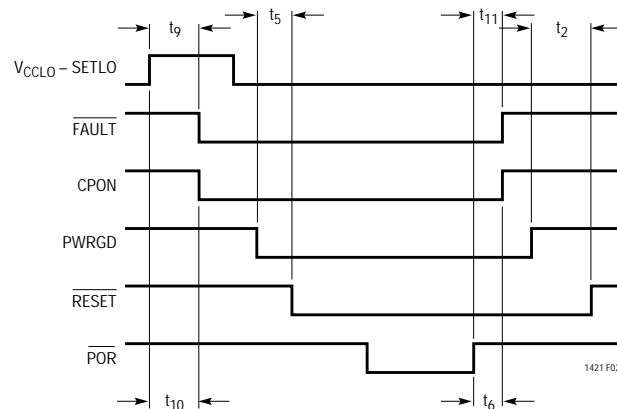 t9 t5 t11 t2
VCCLO – SETLO
FAULT
CPON
PWRGD
RESET
POR
1421 F02
t10 t6